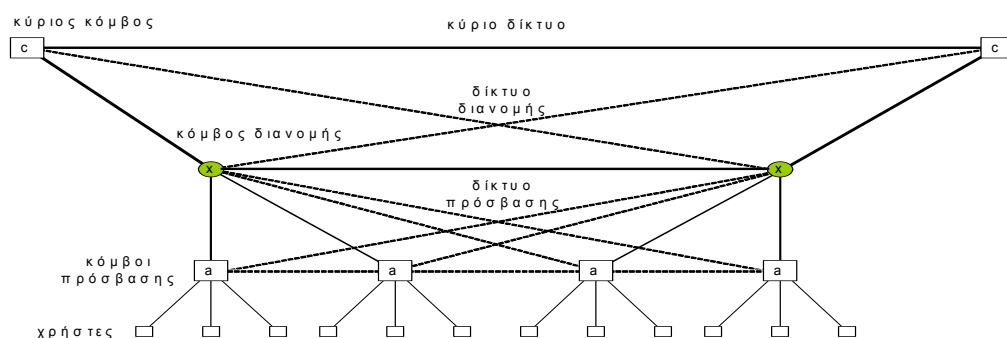 κύριος κόμβος
κύριο δίκτυο
c
c
δίκτυο
διανομής
κόμβος διανομής
x
x
δίκτυο
πρόσβασης
κόμβοι
πρόσβασης
a
a
a
a
χρήστες